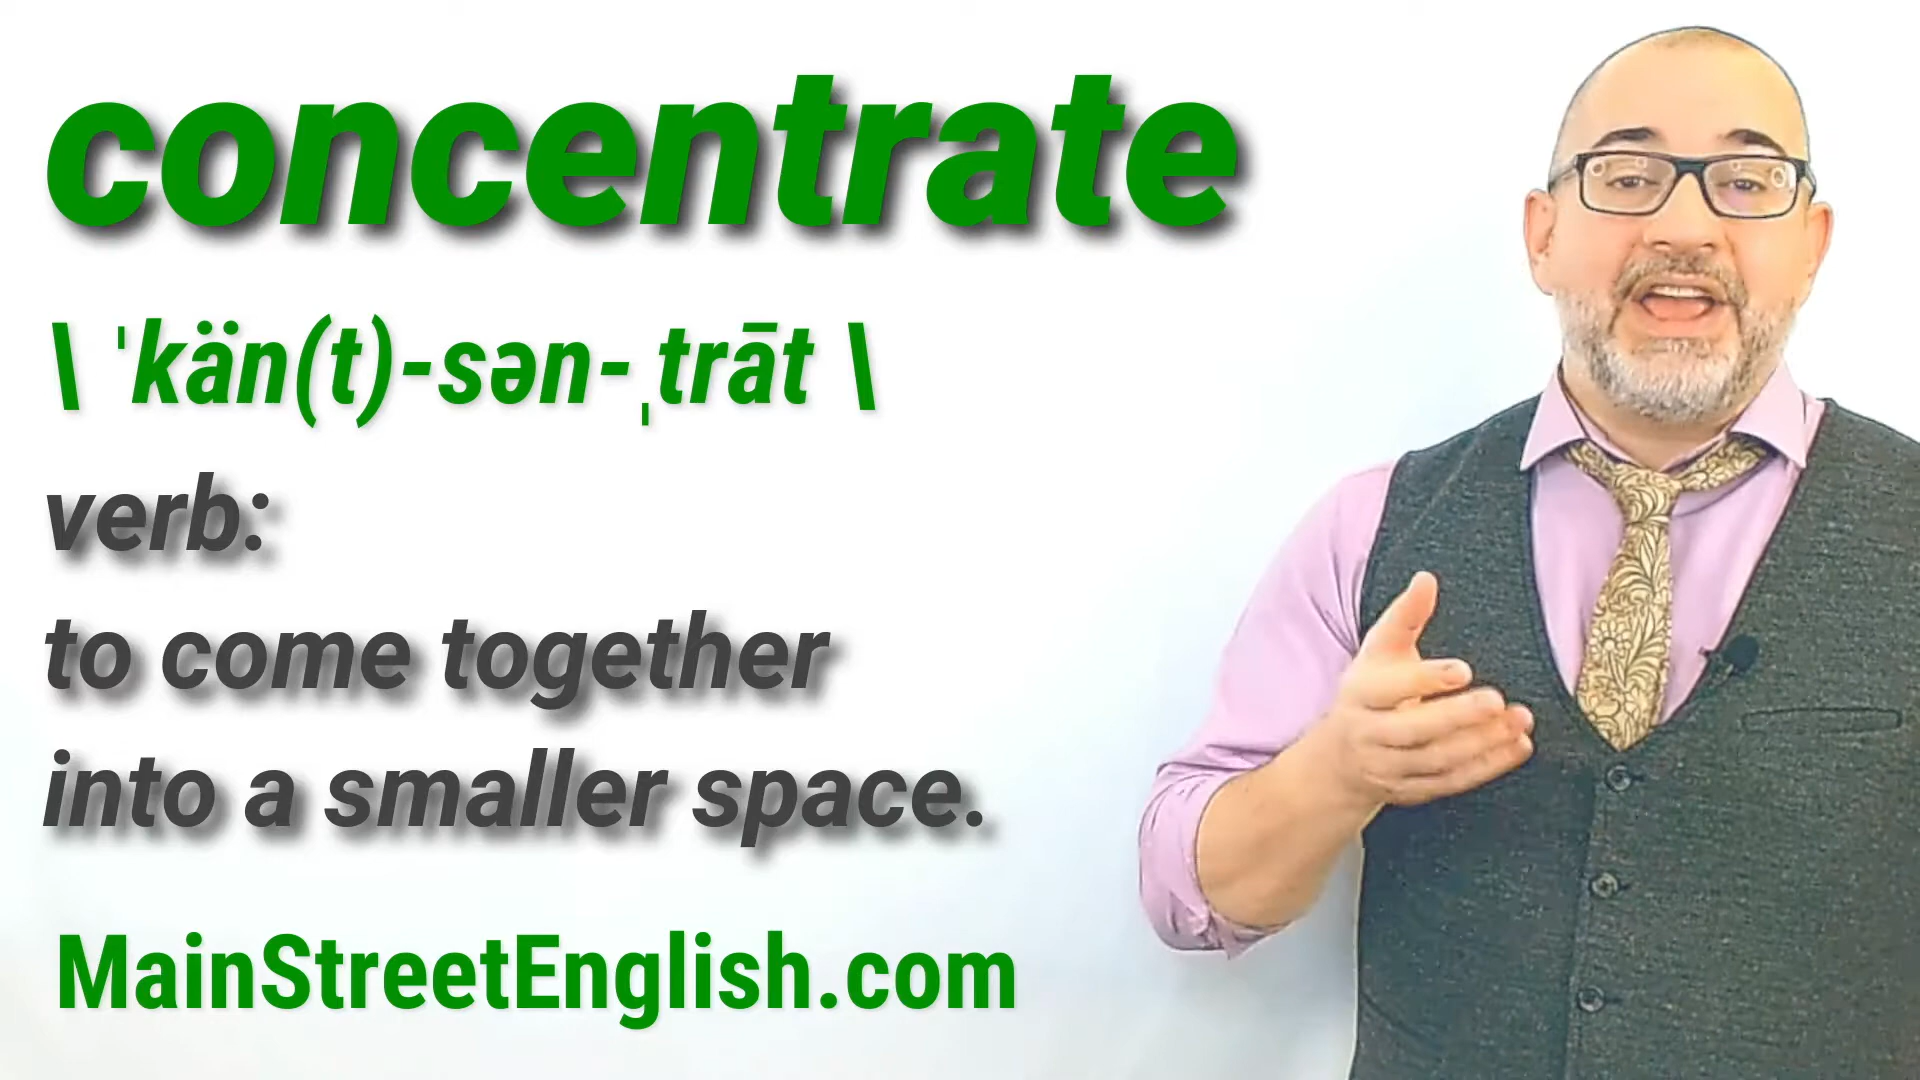 concentrate
\ ˈkän(t)-sən-ˌtrāt \
verb:
to come together
into a smaller space.
MainStreetEnglish.com